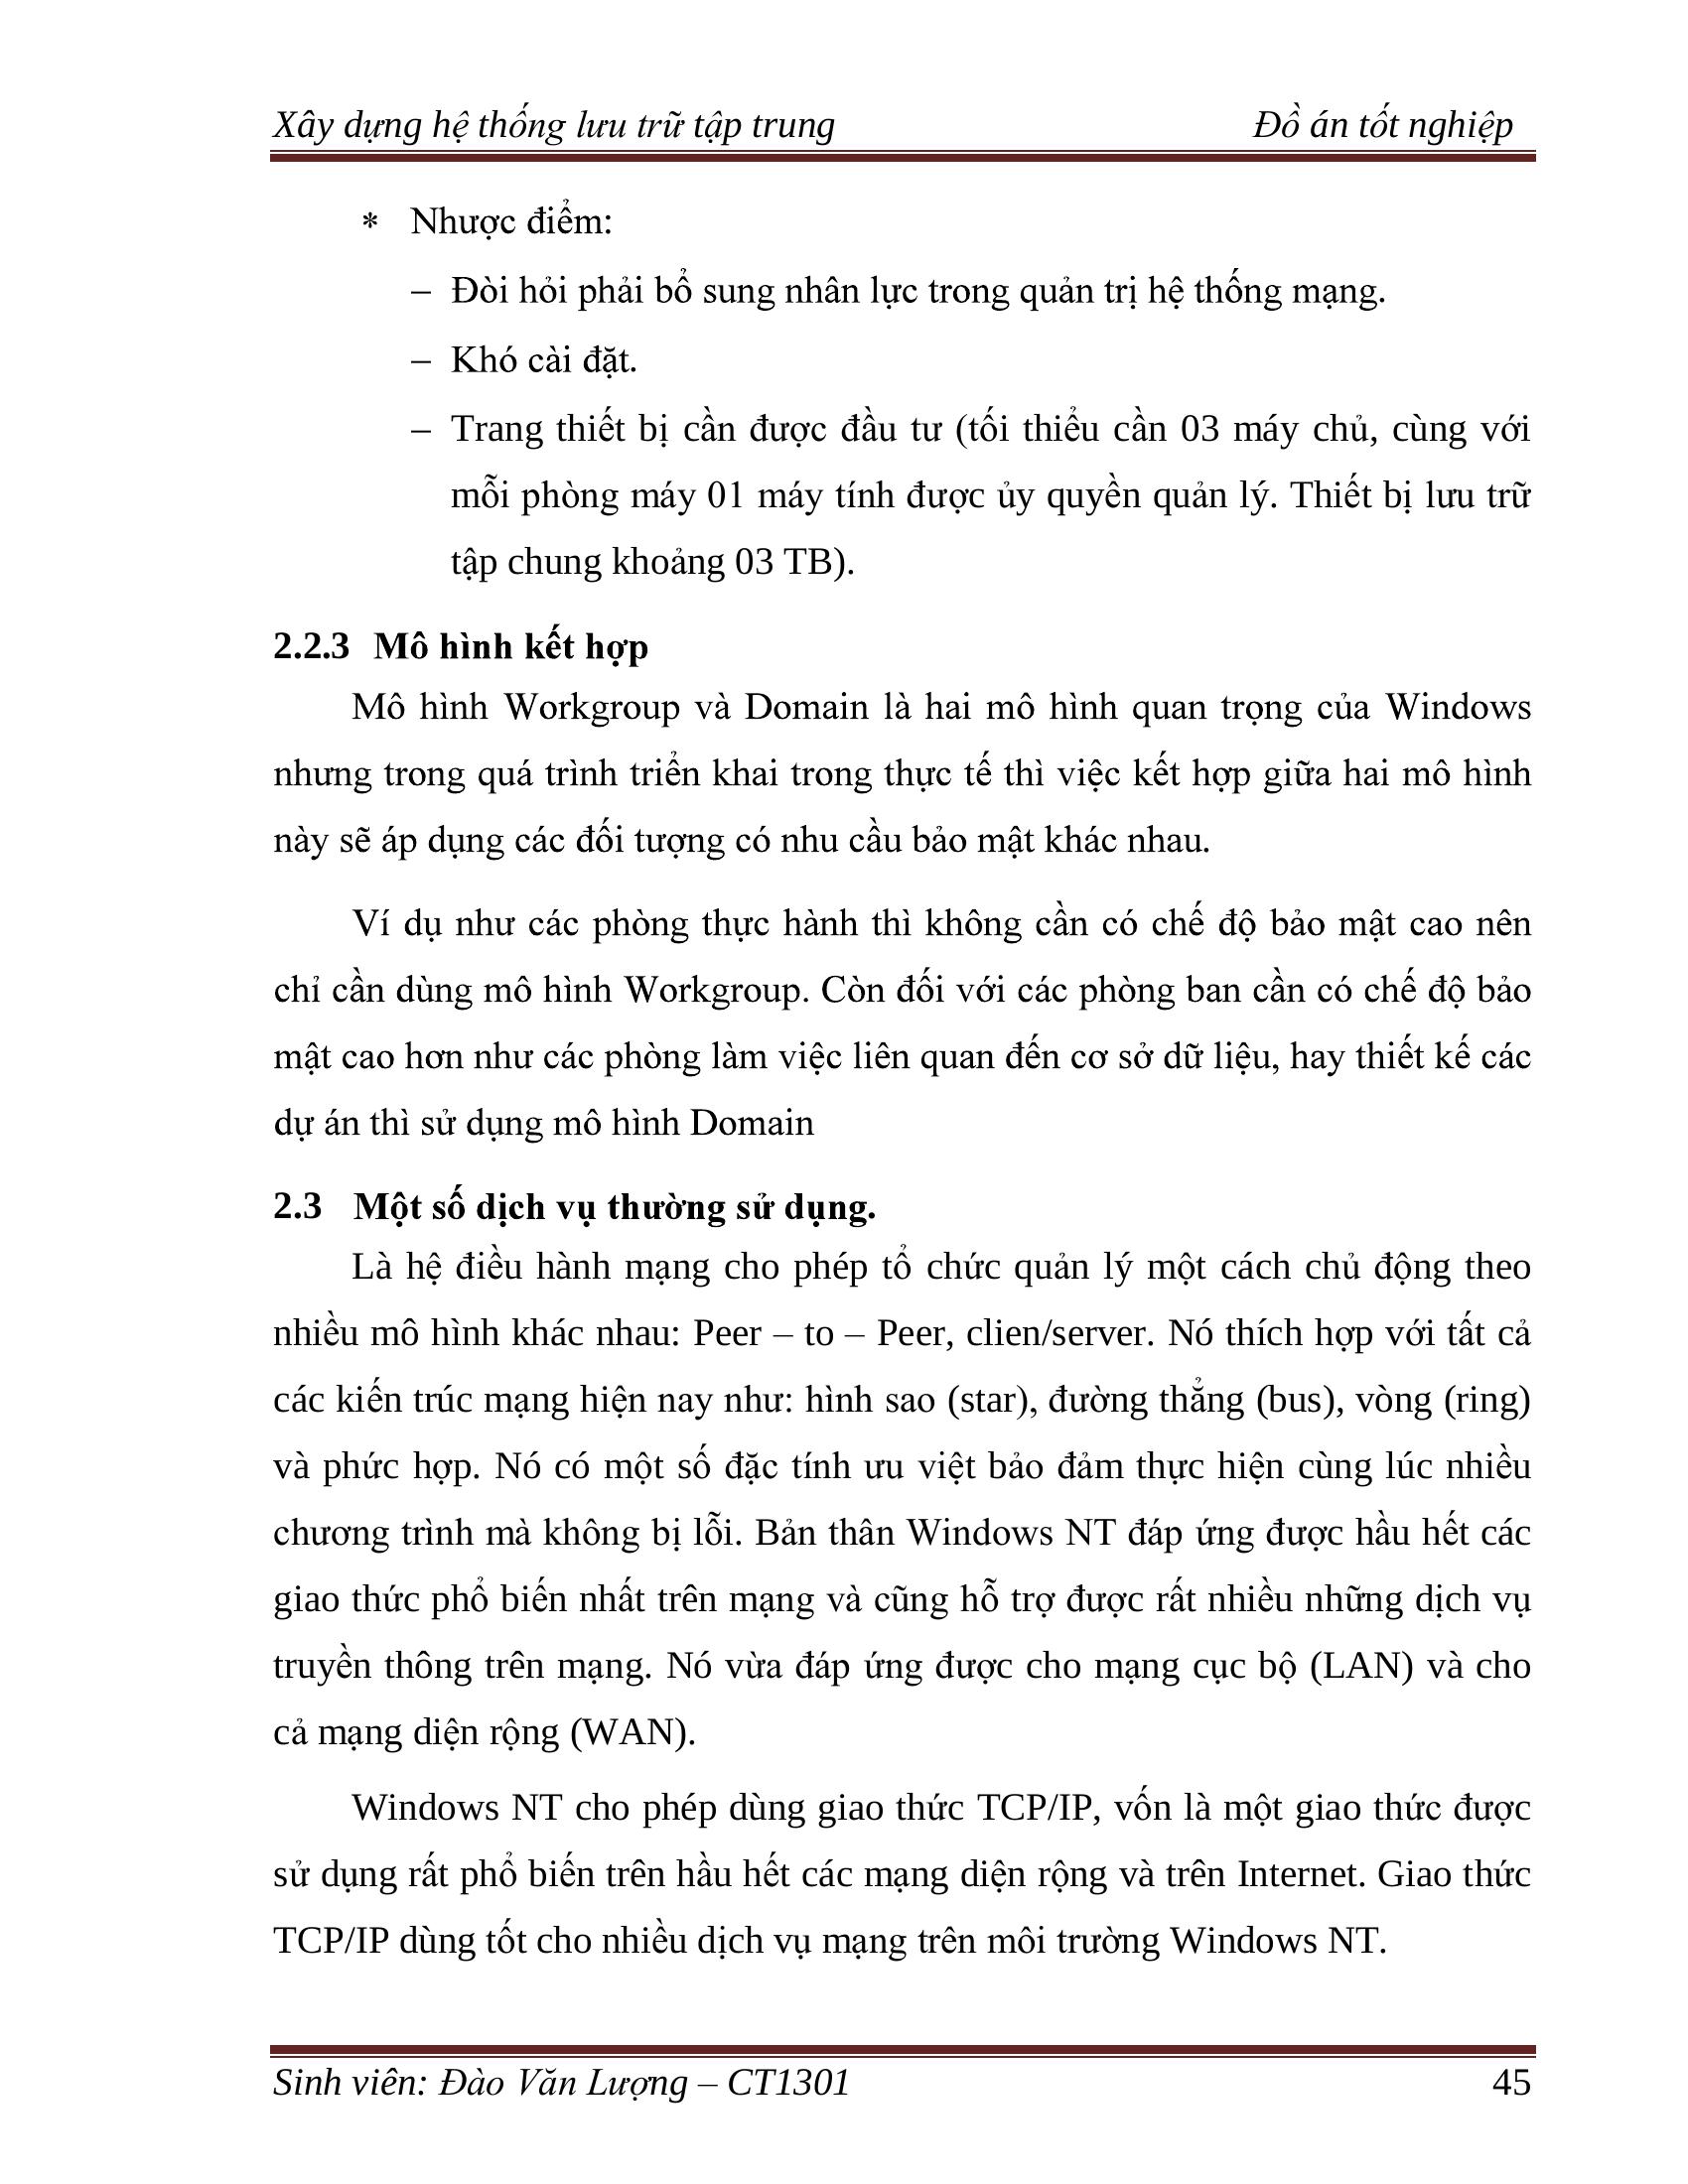 Xây dựng hệ thống lưu trữ tập trung Đồ án tốt nghiệp
* Nhược điểm:
– Đòi hỏi phải bổ sung nhân lực trong quản trị hệ thống mạng.
– Khó cài đặt.
– Trang thiết bị cần được đầu tư (tối thiểu cần 03 máy chủ, cùng với
mỗi phòng máy 01 máy tính được ủy quyền quản lý. Thiết bị lưu trữ
tập chung khoảng 03 TB).
2.2.3 Mô hình kết hợp
Mô hình Workgroup và Domain là hai mô hình quan trọng của Windows
nhưng trong quá trình triển khai trong thực tế thì việc kết hợp giữa hai mô hình
này sẽ áp dụng các đối tượng có nhu cầu bảo mật khác nhau.
Ví dụ như các phòng thực hành thì không cần có chế độ bảo mật cao nên
chỉ cần dùng mô hình Workgroup. Còn đối với các phòng ban cần có chế độ bảo
mật cao hơn như các phòng làm việc liên quan đến cơ sở dữ liệu, hay thiết kế các
dự án thì sử dụng mô hình Domain
2.3 Một số dịch vụ thường sử dụng.
Là hệ điều hành mạng cho phép tổ chức quản lý một cách chủ động theo
nhiều mô hình khác nhau: Peer – to – Peer, clien/server. Nó thích hợp với tất cả
các kiến trúc mạng hiện nay như: hình sao (star), đường thẳng (bus), vòng (ring)
và phức hợp. Nó có một số đặc tính ưu việt bảo đảm thực hiện cùng lúc nhiều
chương trình mà không bị lỗi. Bản thân Windows NT đáp ứng được hầu hết các
giao thức phổ biến nhất trên mạng và cũng hỗ trợ được rất nhiều những dịch vụ
truyền thông trên mạng. Nó vừa đáp ứng được cho mạng cục bộ (LAN) và cho
cả mạng diện rộng (WAN).
Windows NT cho phép dùng giao thức TCP/IP, vốn là một giao thức được
sử dụng rất phổ biến trên hầu hết các mạng diện rộng và trên Internet. Giao thức
TCP/IP dùng tốt cho nhiều dịch vụ mạng trên môi trường Windows NT.
Sinh viên: Đào Văn Lượng – CT1301 45